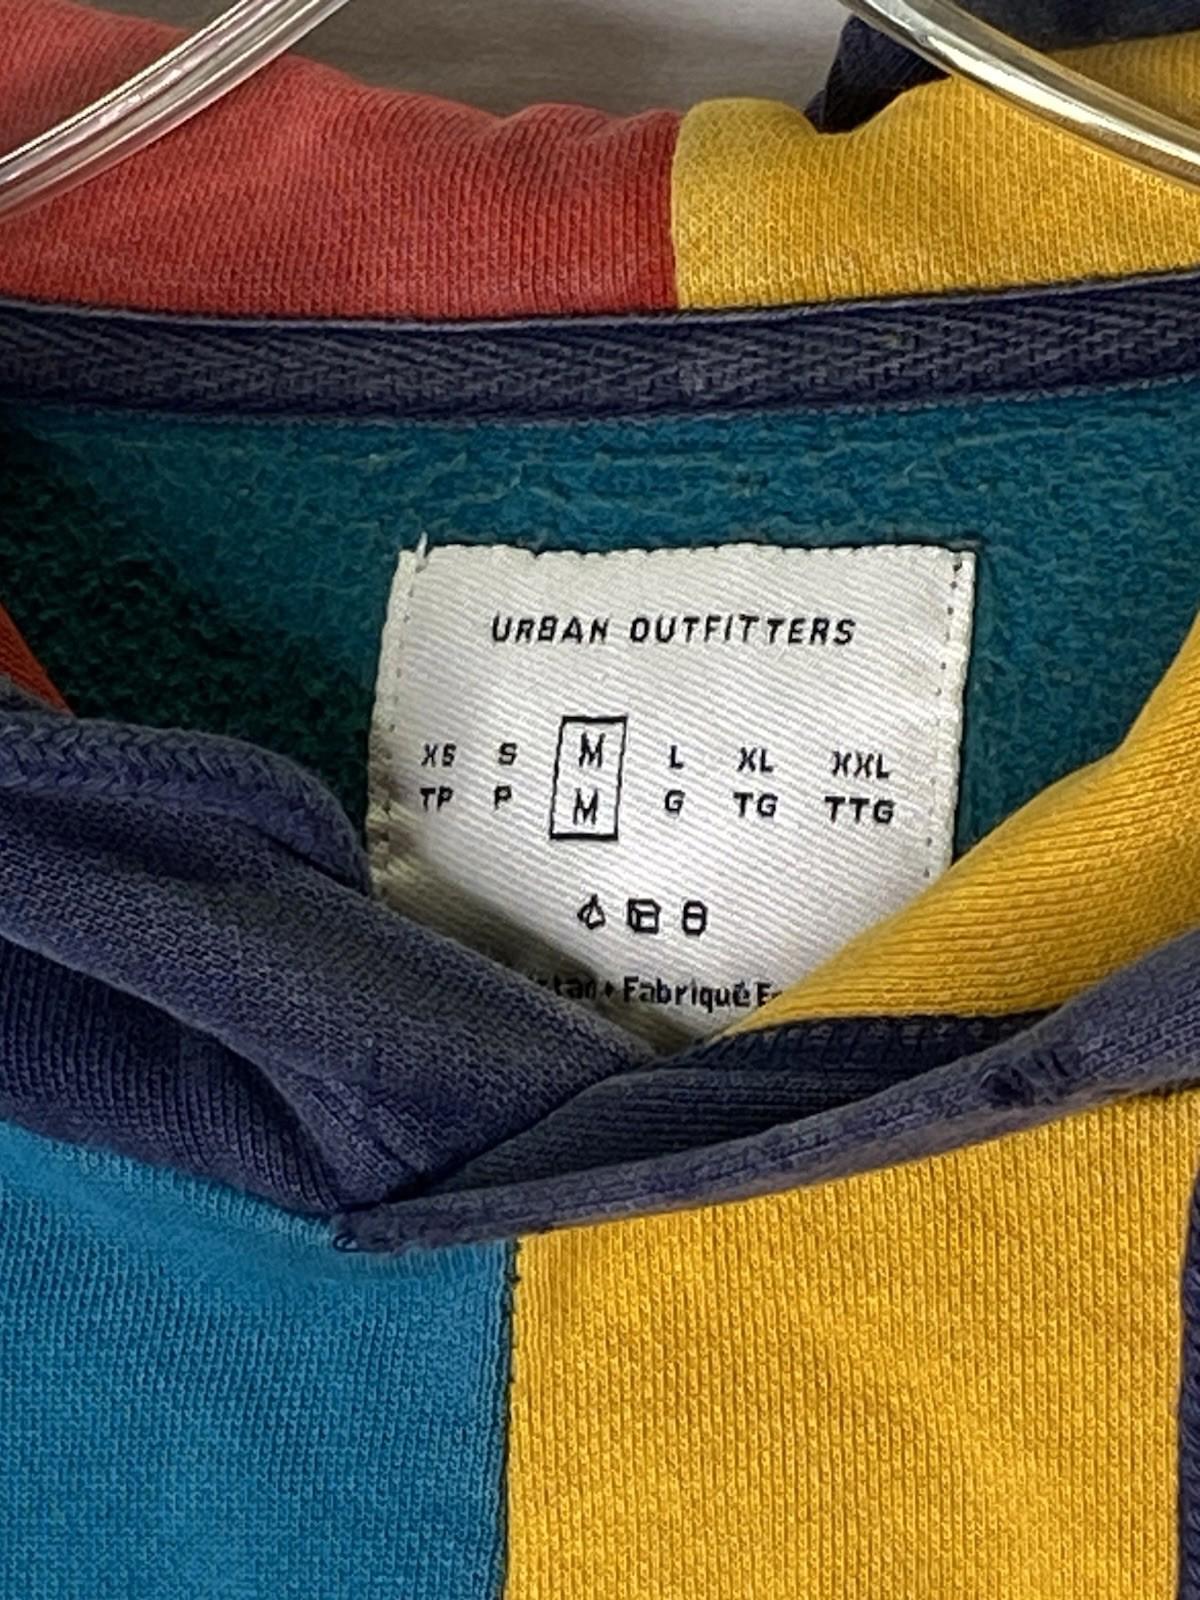 URBAN OUTFITTERS
XS S M L XL XXL
TP P M G TG TTG
Fabriqué